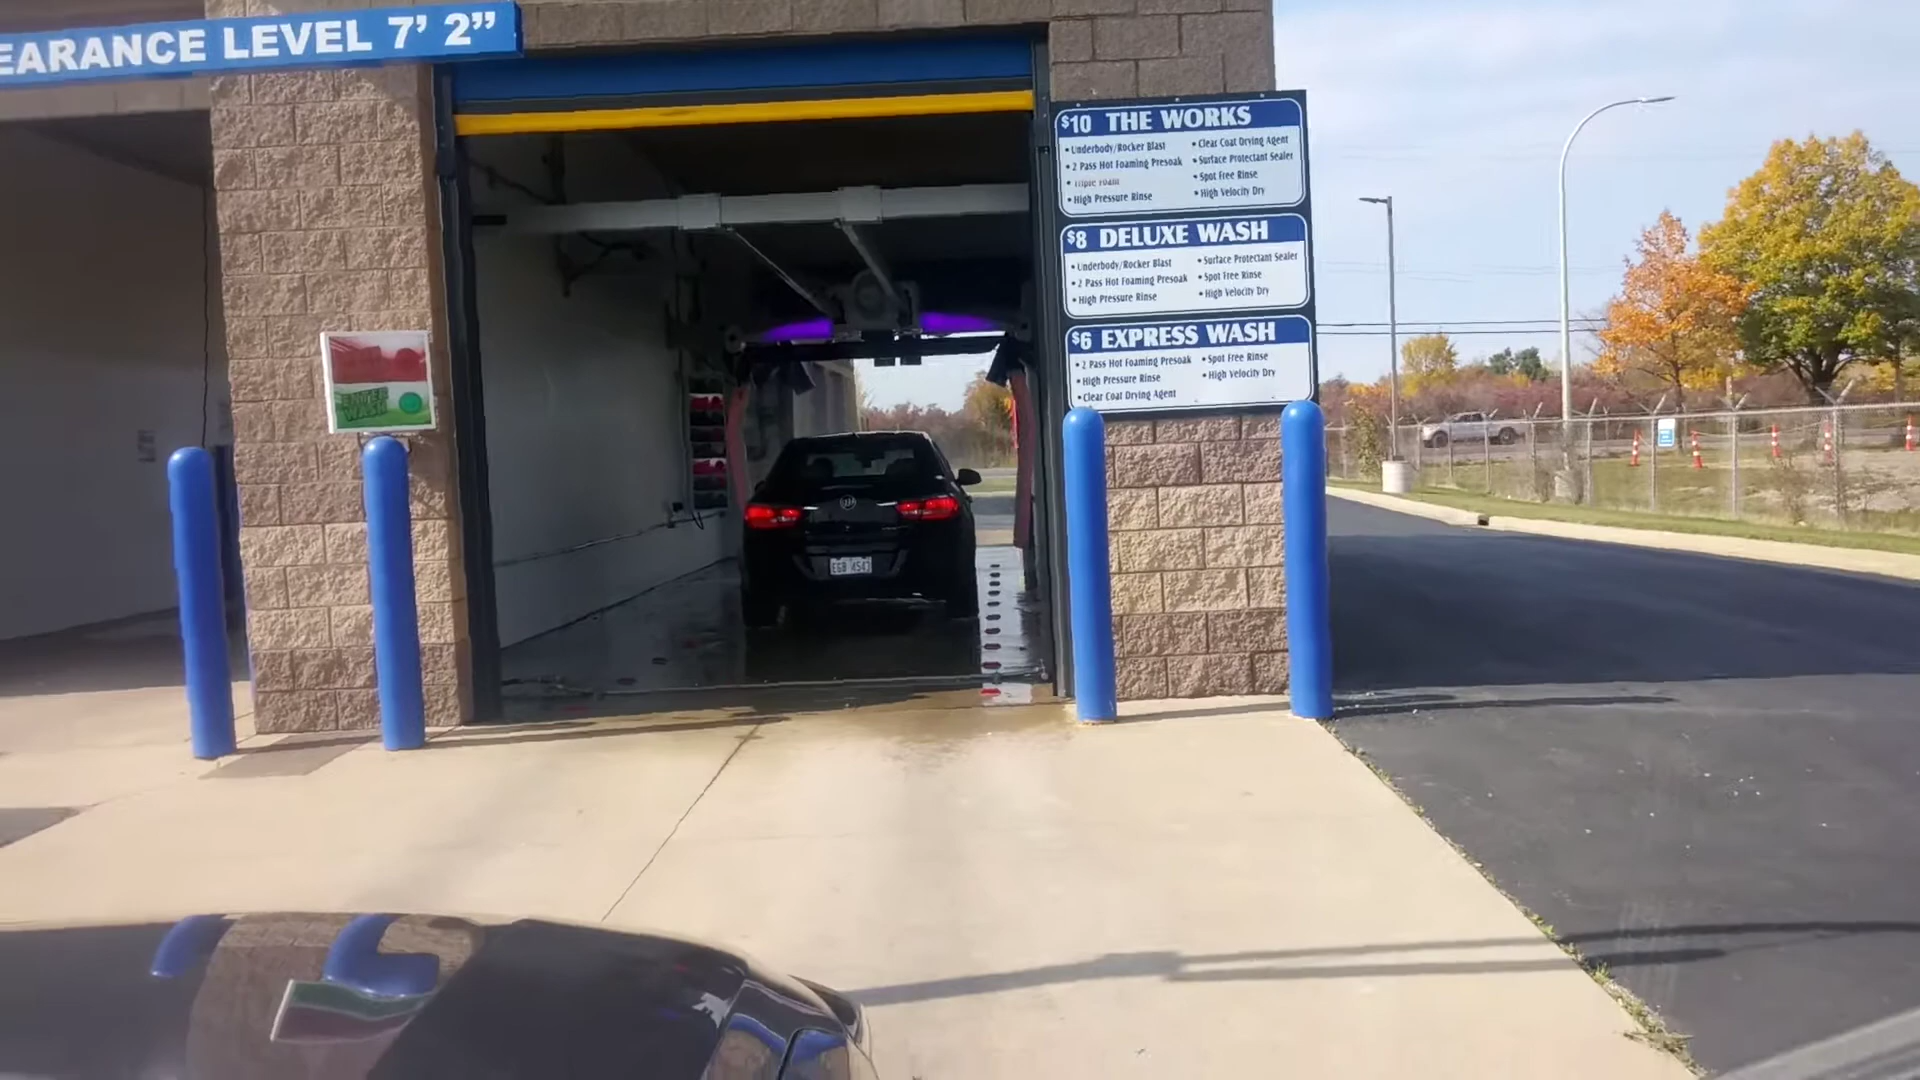 EARANCE LEVEL 7’ 2”
$10 THE WORKS
• Underbody/Rocker Blast
• 2 Pass Hot Foaming Presoak
• Triple Foam
• High Pressure Rinse
• Clear Coat Drying Agent
• Surface Protectant Sealer
• Spot Free Rinse
• High Velocity Dry
$8 DELUXE WASH
• Underbody/Rocker Blast
• 2 Pass Hot Foaming Presoak
• High Pressure Rinse
• Surface Protectant Sealer
• Spot Free Rinse
• High Velocity Dry
$6 EXPRESS WASH
• 2 Pass Hot Foaming Presoak
• High Pressure Rinse
• Clear Coat Drying Agent
• Spot Free Rinse
• High Velocity Dry
ENTER
WASH
EGB 4547